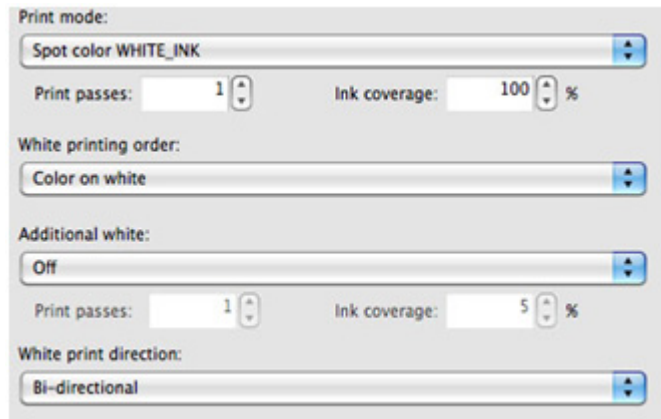 Print mode:
Spot color WHITE_INK
Print passes: 1 Ink coverage: 100 %
White printing order:
Color on white
Additional white:
Off
Print passes: 1 Ink coverage: 5 %
White print direction:
Bi-directional